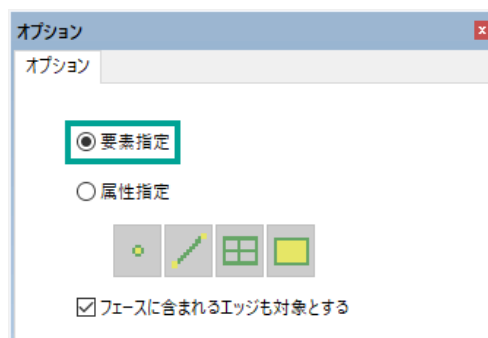 オプション
オプション
要素指定
属性指定
フェースに含まれるエッジも対象とする